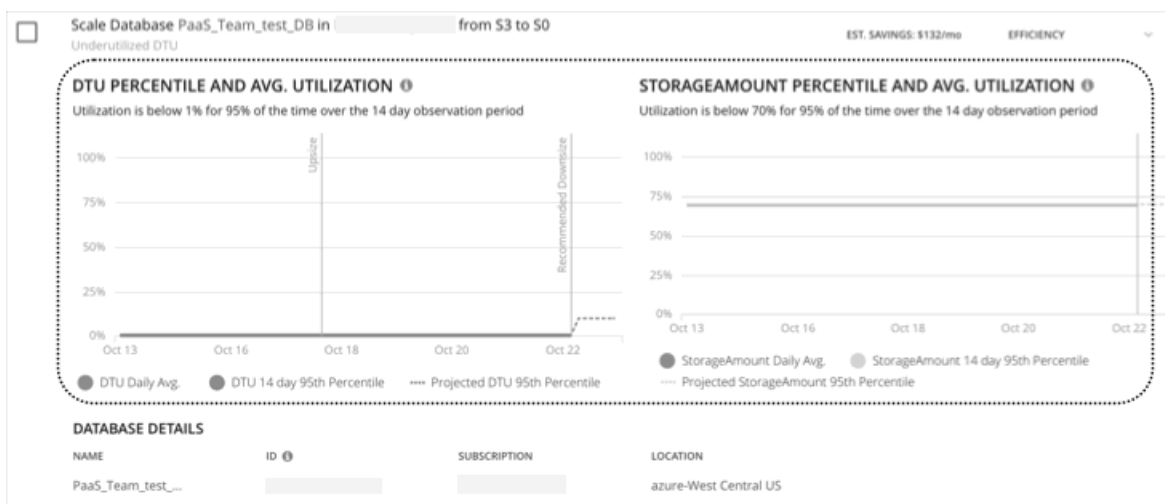 Scale Database PaaS_Team_test_DB in from S3 to S0
Underutilized DTU
EST. SAVINGS: $132/mo
EFFICIENCY
DTU PERCENTILE AND AVG. UTILIZATION
Utilization is below 1% for 95% of the time over the 14 day observation period
100%
75%
50%
25%
0%
Upsize
Recommended Downsize
Oct 13 Oct 16 Oct 18 Oct 20 Oct 22
DTU Daily Avg. DTU 14 day 95th Percentile Projected DTU 95th Percentile
STORAGEAMOUNT PERCENTILE AND AVG. UTILIZATION
Utilization is below 70% for 95% of the time over the 14 day observation period
100%
75%
50%
25%
0%
Oct 13 Oct 16 Oct 18 Oct 20 Oct 22
StorageAmount Daily Avg. StorageAmount 14 day 95th Percentile
Projected StorageAmount 95th Percentile
DATABASE DETAILS
NAME ID SUBSCRIPTION LOCATION
PaaS_Team_test_... azure-West Central US